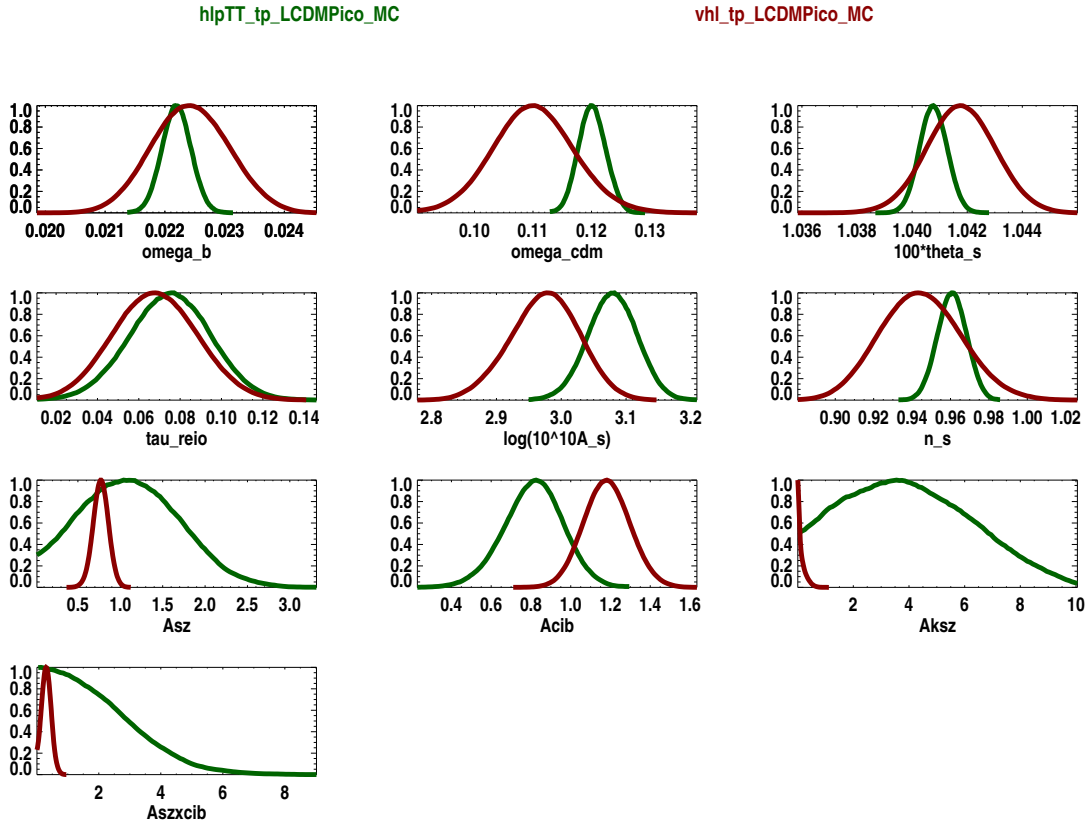 hlpTT_tp_LCDMPico_MC vhl_tp_LCDMPico_MC
1.0 1.0 1.0
0.8 0.8 0.8
0.6 0.6 0.6
0.4 0.4 0.4
0.2 0.2 0.2
0.0 0.0 0.0
0.020 0.021 0.022 0.023 0.024 0.10 0.11 0.12 0.13 1.036 1.038 1.040 1.042 1.044
omega_b omega_cdm 100*theta_s
1.0 1.0 1.0
0.8 0.8 0.8
0.6 0.6 0.6
0.4 0.4 0.4
0.2 0.2 0.2
0.0 0.0 0.0
0.02 0.04 0.06 0.08 0.10 0.12 0.14 2.8 2.9 3.0 3.1 3.2 0.90 0.92 0.94 0.96 0.98 1.00 1.02
tau_reio log(10^10A_s) n_s
1.0 1.0 1.0
0.8 0.8 0.8
0.6 0.6 0.6
0.4 0.4 0.4
0.2 0.2 0.2
0.0 0.0 0.0
0.5 1.0 1.5 2.0 2.5 3.0 0.4 0.6 0.8 1.0 1.2 1.4 1.6 2 4 6 8 10
Asz Acib Aksz
1.0
0.8
0.6
0.4
0.2
0.0
2 4 6 8
Aszxcib